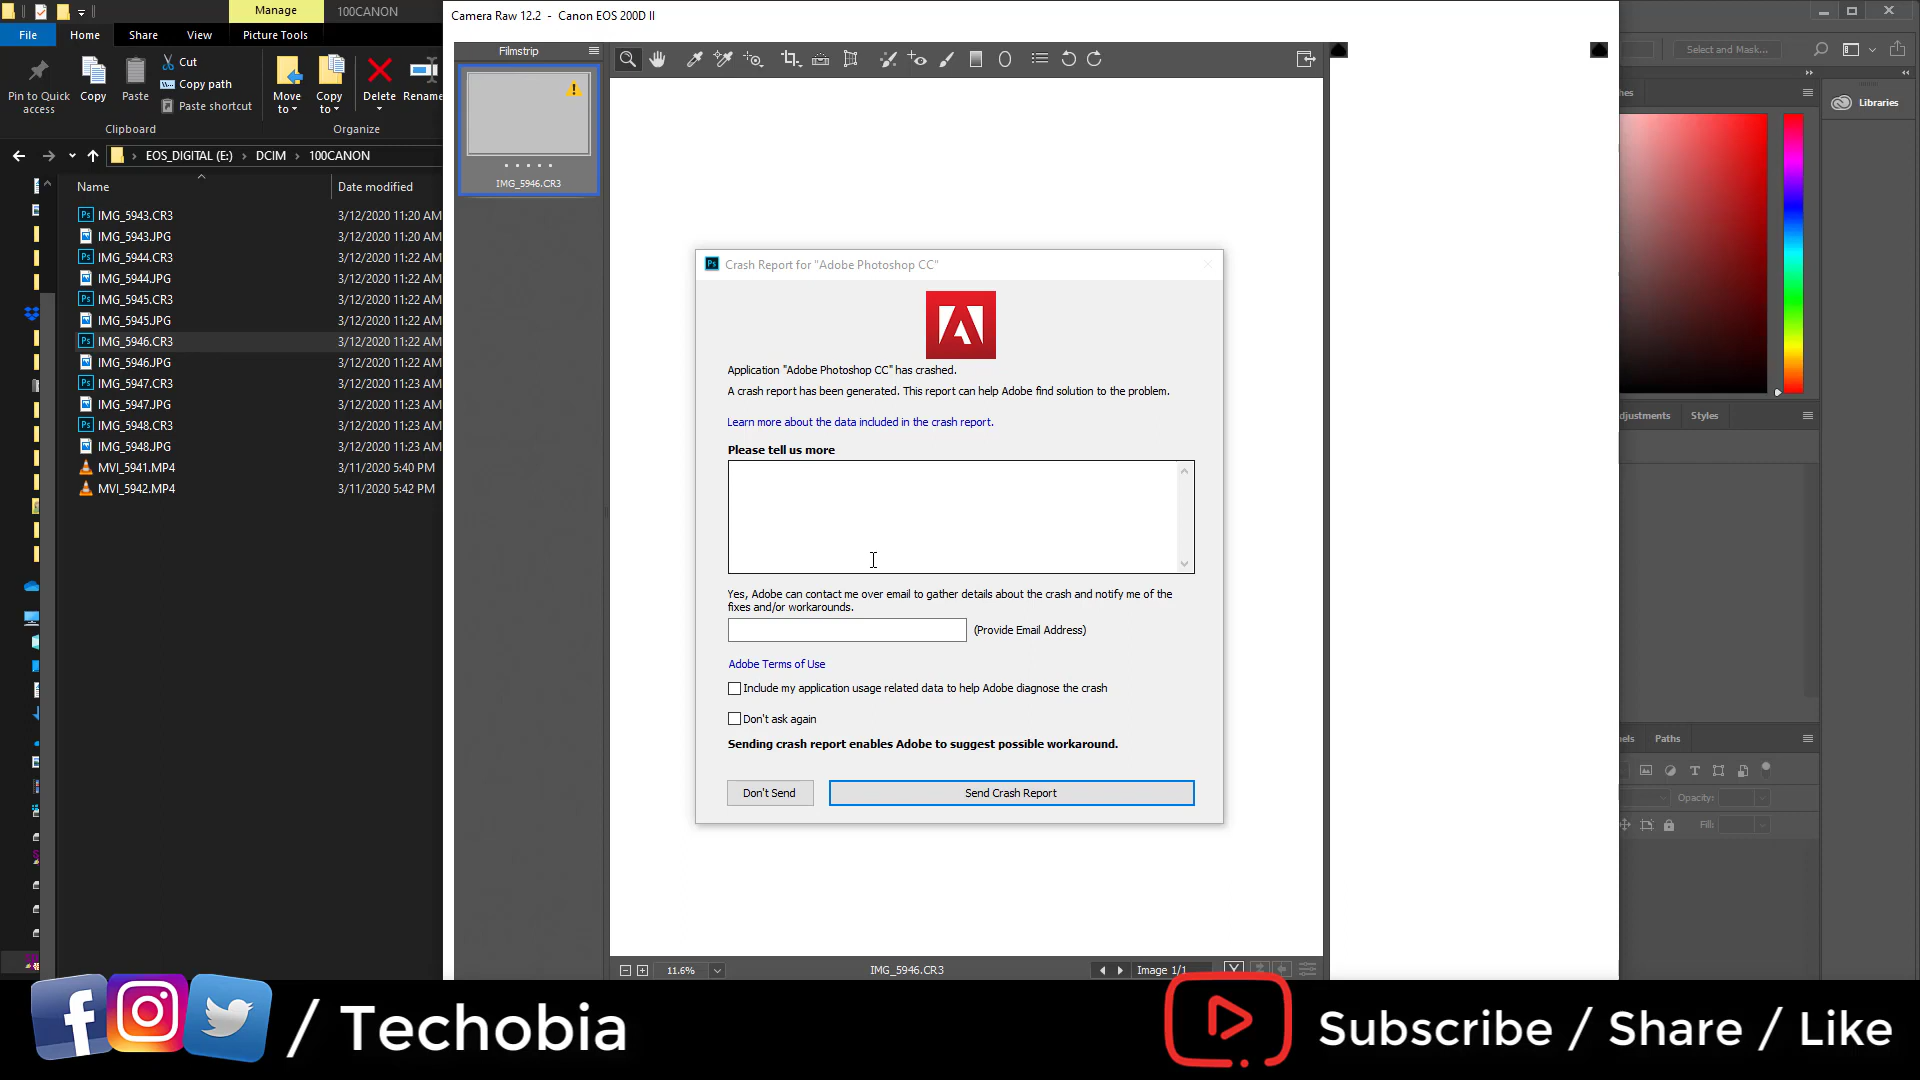 Manage
100CANON
File
Home
Share
View
Picture Tools
Pin to Quick access
Copy
Paste
Cut
Copy path
Paste shortcut
Move to
Copy to
Delete
Rename
Clipboard
Organize
EOS_DIGITAL (E:)
DCIM
100CANON
Name
Date modified
IMG_5943.CR3 3/12/2020 11:20 AM
IMG_5943.JPG 3/12/2020 11:20 AM
IMG_5944.CR3 3/12/2020 11:22 AM
IMG_5944.JPG 3/12/2020 11:22 AM
IMG_5945.CR3 3/12/2020 11:22 AM
IMG_5945.JPG 3/12/2020 11:22 AM
IMG_5946.CR3 3/12/2020 11:22 AM
IMG_5946.JPG 3/12/2020 11:22 AM
IMG_5947.CR3 3/12/2020 11:23 AM
IMG_5947.JPG 3/12/2020 11:23 AM
IMG_5948.CR3 3/12/2020 11:23 AM
IMG_5948.JPG 3/12/2020 11:23 AM
MVI_5941.MP4 3/11/2020 5:40 PM
MVI_5942.MP4 3/11/2020 5:42 PM
Camera Raw 12.2 - Canon EOS 200D II
Filmstrip
IMG_5946.CR3
Ps Crash Report for "Adobe Photoshop CC"
Application "Adobe Photoshop CC" has crashed.
A crash report has been generated. This report can help Adobe find solution to the problem.
Learn more about the data included in the crash report.
Please tell us more
Yes, Adobe can contact me over email to gather details about the crash and notify me of the
fixes and/or workarounds.
(Provide Email Address)
Adobe Terms of Use
Include my application usage related data to help Adobe diagnose the crash
Don't ask again
Sending crash report enables Adobe to suggest possible workaround.
Don't Send
Send Crash Report
11.6%
IMG_5946.CR3
Image 1/1
Y
Select and Mask...
hes
Libraries
djustments
Styles
nels
Paths
Opacity:
Fill:
/ Techobia
Subscribe / Share / Like